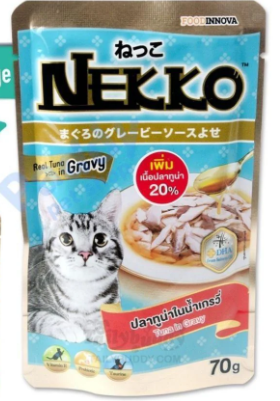 FOODINNOVA
ねっこ
NEKKO™
まぐろのグレービーソースよせ
Real Tuna
in Gravy
เพิ่ม
เนื้อปลาทูน่า
20%
DHA
ปลาทูน่าในน้ำเกรวี่
Tuna in Gravy
70g